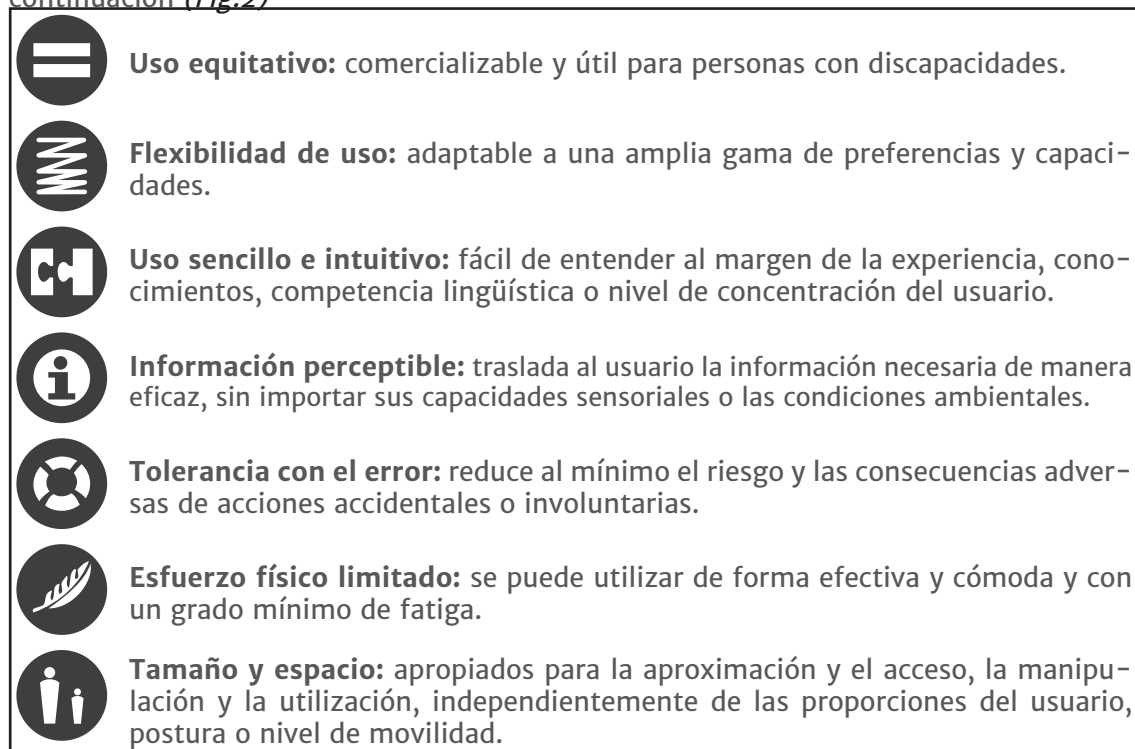 continuación (Fig.2)
Uso equitativo: comercializable y útil para personas con discapacidades.
Flexibilidad de uso: adaptable a una amplia gama de preferencias y capaci-
dades.
Uso sencillo e intuitivo: fácil de entender al margen de la experiencia, cono-
cimientos, competencia lingüística o nivel de concentración del usuario.
Información perceptible: traslada al usuario la información necesaria de manera
eficaz, sin importar sus capacidades sensoriales o las condiciones ambientales.
Tolerancia con el error: reduce al mínimo el riesgo y las consecuencias adver-
sas de acciones accidentales o involuntarias.
Esfuerzo físico limitado: se puede utilizar de forma efectiva y cómoda y con
un grado mínimo de fatiga.
Tamaño y espacio: apropiados para la aproximación y el acceso, la manipu-
lación y la utilización, independientemente de las proporciones del usuario,
postura o nivel de movilidad.